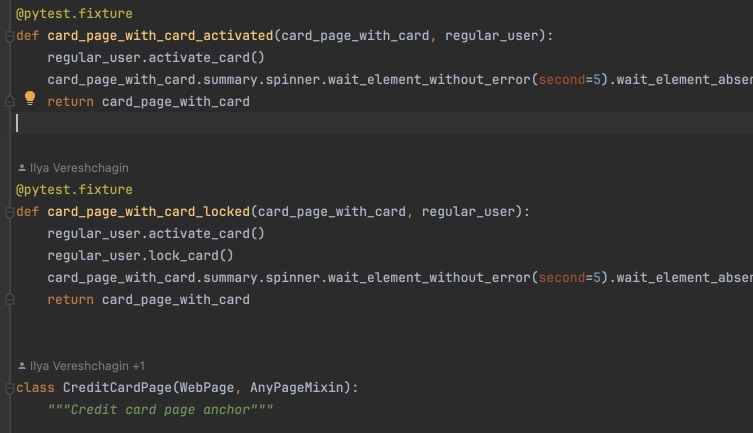 @pytest.fixture
def card_page_with_card_activated(card_page_with_card, regular_user):
    regular_user.activate_card()
    card_page_with_card.summary.spinner.wait_element_without_error(second=5).wait_element_abser
    return card_page_with_card
Ilya Vereshchagin
@pytest.fixture
def card_page_with_card_locked(card_page_with_card, regular_user):
    regular_user.activate_card()
    regular_user.lock_card()
    card_page_with_card.summary.spinner.wait_element_without_error(second=5).wait_element_abser
    return card_page_with_card
Ilya Vereshchagin +1
class CreditCardPage(WebPage, AnyPageMixin):
    """Credit card page anchor"""